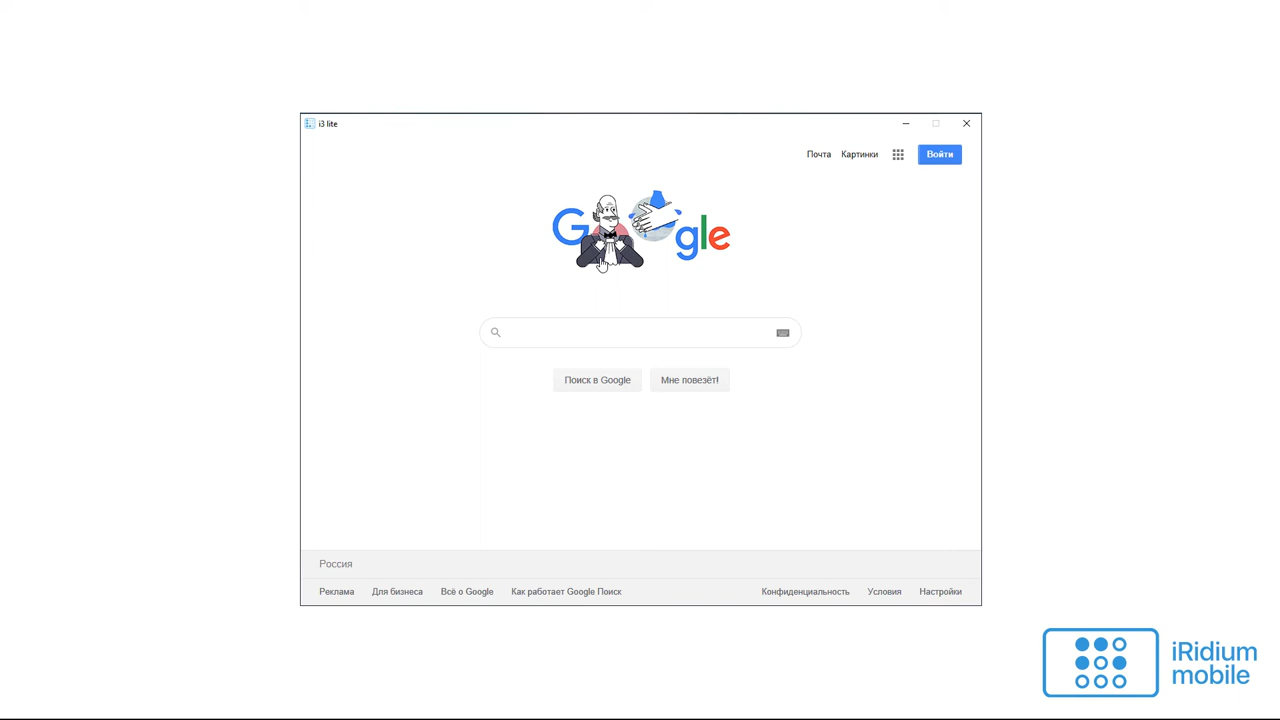 i3 lite
Почта Картинки Войти
Google
Поиск в Google Мне повезёт!
Россия
Реклама Для бизнеса Всё о Google Как работает Google Поиск Конфиденциальность Условия Настройки
iRidium
mobile